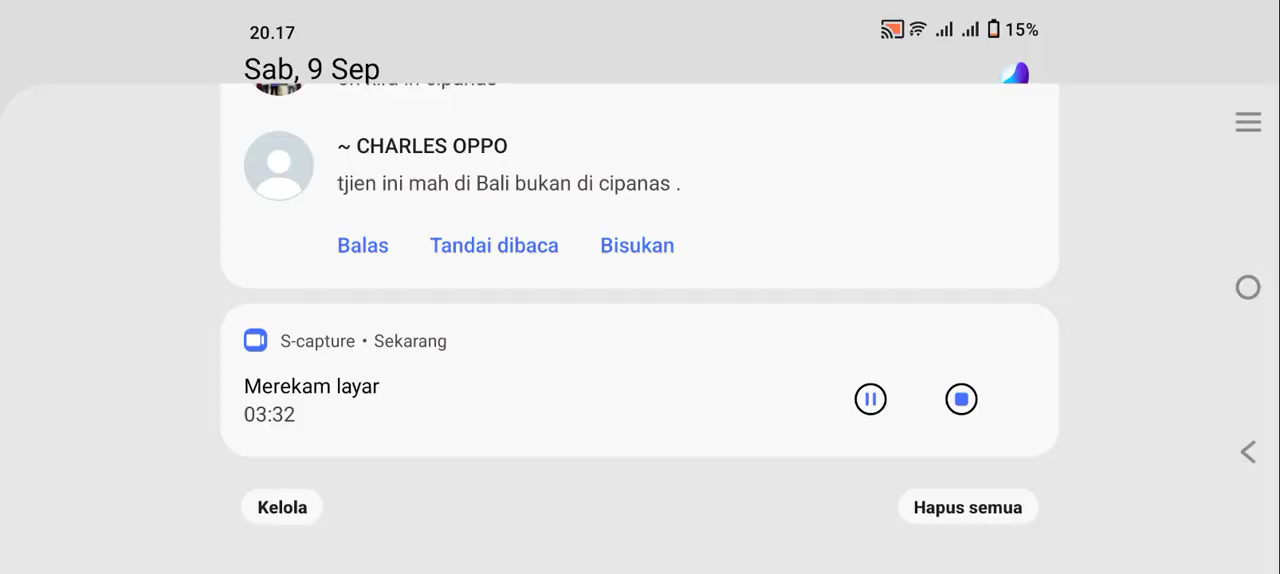 20.17
15%
Sab, 9 Sep
~ CHARLES OPPO
tjien ini mah di Bali bukan di cipanas .
Balas Tandai dibaca Bisukan
S-capture • Sekarang
Merekam layar
03:32
Kelola Hapus semua